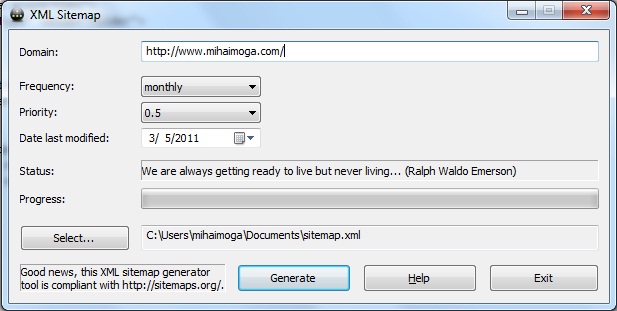 XML Sitemap
Domain: http://www.mihaimoga.com/
Frequency: monthly
Priority: 0.5
Date last modified: 3/ 5/2011
Status: We are always getting ready to live but never living... (Ralph Waldo Emerson)
Progress:
Select... C:\Users\mihaimoga\Documents\sitemap.xml
Good news, this XML sitemap generator
tool is compliant with http://sitemaps.org/.
Generate Help Exit